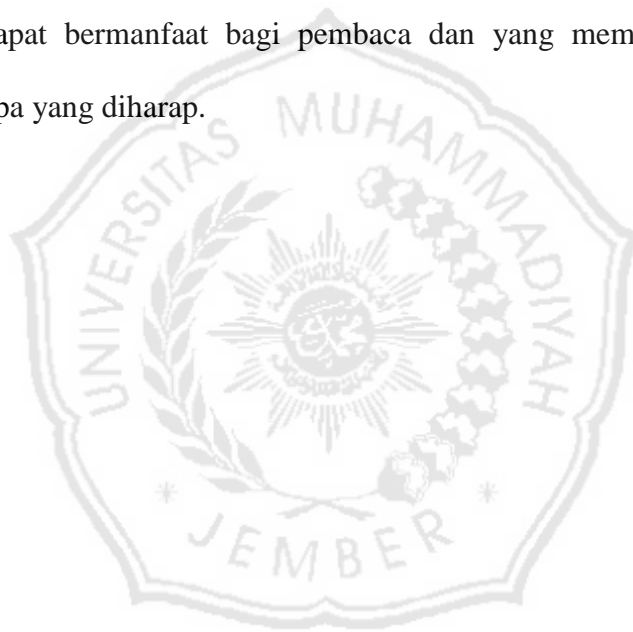 apat bermanfaat bagi pembaca dan yang mem
pa yang diharap.
UNIVERSITAS MUHAMMADIYAH
JEMBER